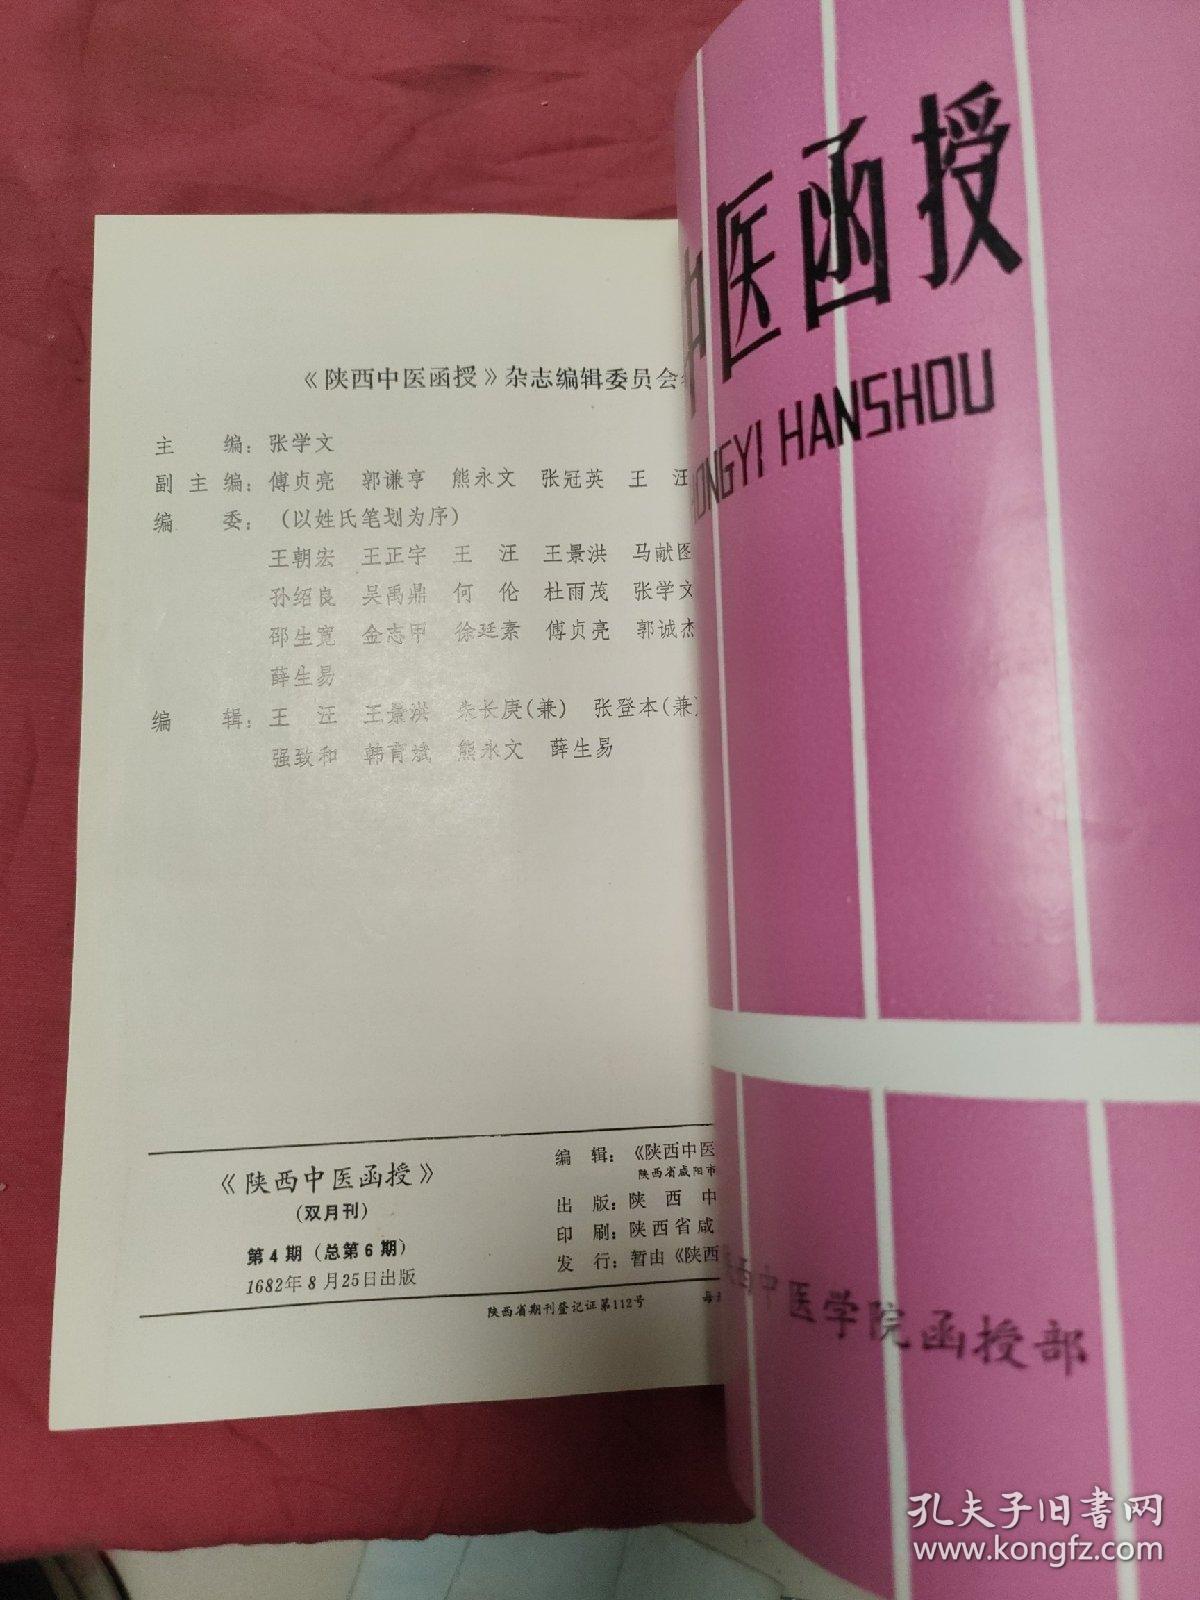 《陕西中医函授》杂志编辑委员会
主 编：张学文
副主编：傅贞亮 郭谦亨 熊永文 张冠英 王 汪
编 委：（以姓氏笔划为序）
王朝宏 王正宇 王 汪 王景洪 马献图
孙绍良 吴禹鼎 何 伦 杜雨茂 张学文
邵生宽 金志甲 徐廷素 傅贞亮 郭诚杰
薛生易
编 辑：王 汪 王景洪 朱长庚(兼) 张登本(兼)
强致和 韩育斌 熊永文 薛生易
《陕西中医函授》
(双月刊)
第4期（总第6期）
1682年8月25日出版
编 辑：《陕西中医
陕西省咸阳市
出 版：陕 西 中
印 刷：陕西省咸
发 行：暂由《陕西
陕西省期刊登记证第112号
中医函授
HONGYI HANSHOU
西中医学院函授部
孔夫子旧书网
www.kongfz.com